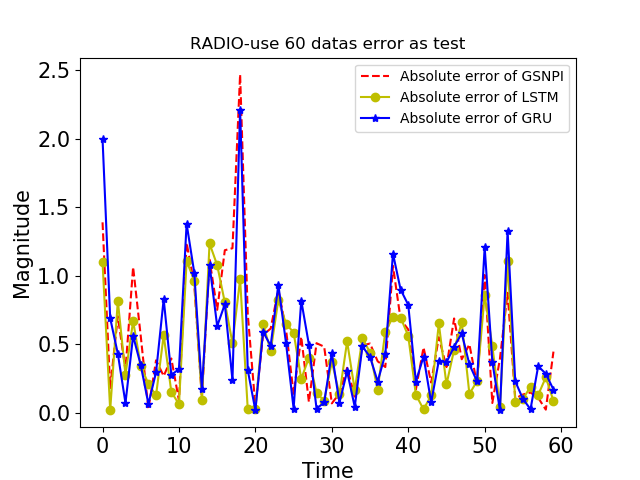 RADIO-use 60 datas error as test
Absolute error of GSNPI
Absolute error of LSTM
Absolute error of GRU
Magnitude
2.5
2.0
1.5
1.0
0.5
0.0
0 10 20 30 40 50 60
Time